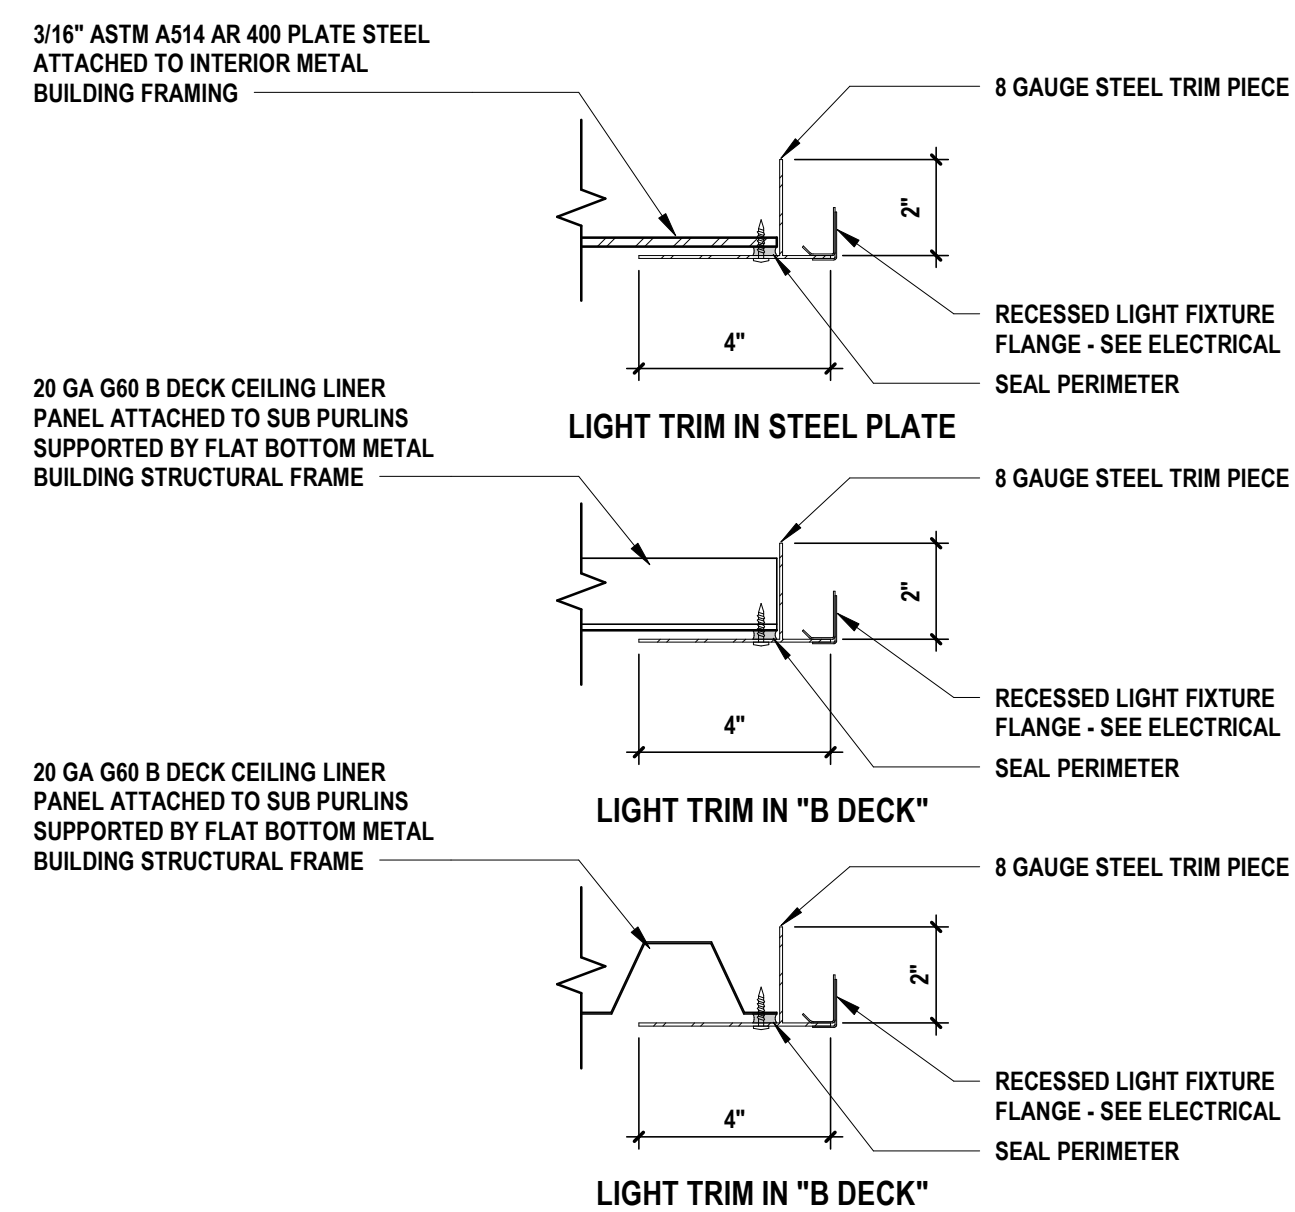 3/16" ASTM A514 AR 400 PLATE STEEL
ATTACHED TO INTERIOR METAL
BUILDING FRAMING
8 GAUGE STEEL TRIM PIECE
2"
RECESSED LIGHT FIXTURE
FLANGE - SEE ELECTRICAL
4"
SEAL PERIMETER
LIGHT TRIM IN STEEL PLATE
20 GA G60 B DECK CEILING LINER
PANEL ATTACHED TO SUB PURLINS
SUPPORTED BY FLAT BOTTOM METAL
BUILDING STRUCTURAL FRAME
8 GAUGE STEEL TRIM PIECE
2"
RECESSED LIGHT FIXTURE
FLANGE - SEE ELECTRICAL
4"
SEAL PERIMETER
LIGHT TRIM IN "B DECK"
20 GA G60 B DECK CEILING LINER
PANEL ATTACHED TO SUB PURLINS
SUPPORTED BY FLAT BOTTOM METAL
BUILDING STRUCTURAL FRAME
8 GAUGE STEEL TRIM PIECE
2"
RECESSED LIGHT FIXTURE
FLANGE - SEE ELECTRICAL
4"
SEAL PERIMETER
LIGHT TRIM IN "B DECK"